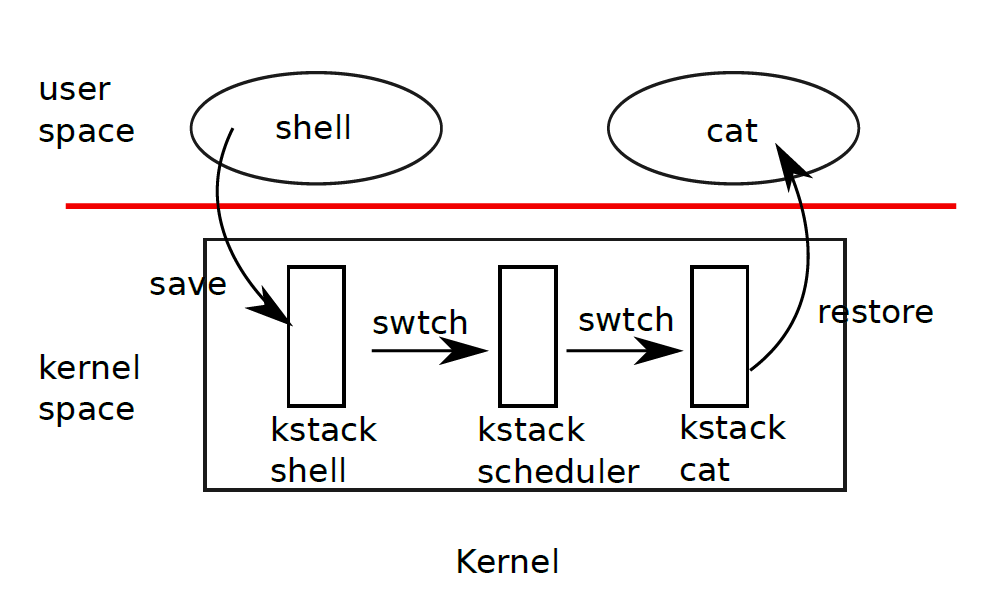 user
space
shell
cat
save
swtch
swtch
restore
kernel
space
kstack
shell
kstack
scheduler
kstack
cat
Kernel